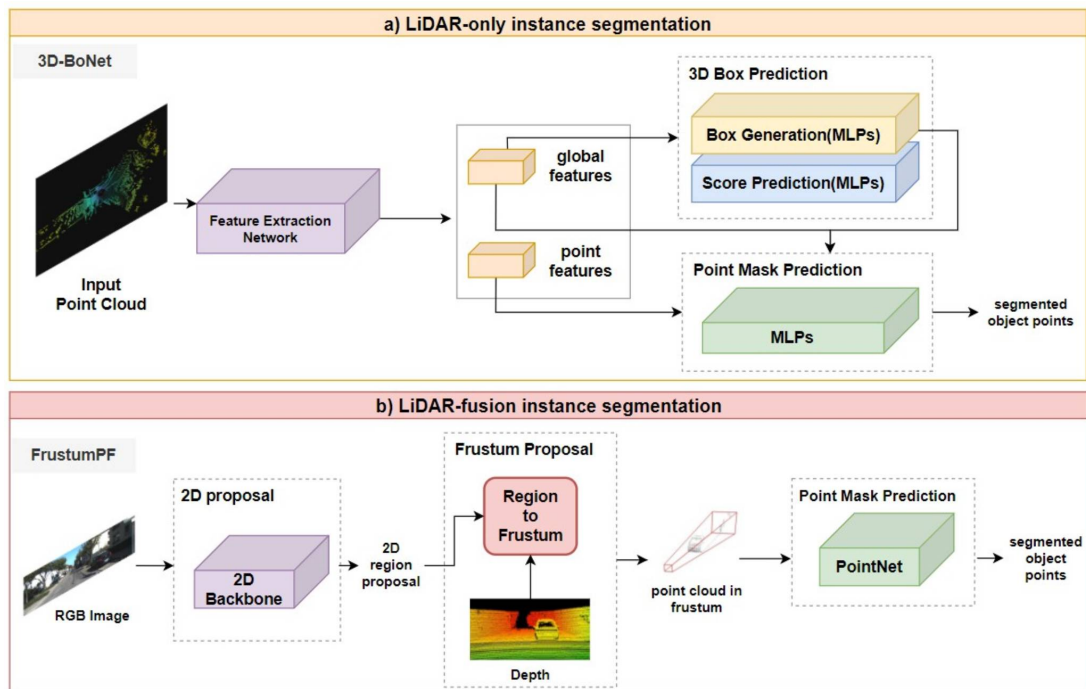 a) LiDAR-only instance segmentation
3D-BoNet
Input
Point Cloud
Feature Extraction
Network
global
features
point
features
3D Box Prediction
Box Generation(MLPs)
Score Prediction(MLPs)
Point Mask Prediction
MLPs
segmented
object points
b) LiDAR-fusion instance segmentation
FrustumPF
RGB Image
2D proposal
2D
Backbone
2D
region
proposal
Frustum Proposal
Region
to
Frustum
Depth
point cloud in
frustum
Point Mask Prediction
PointNet
segmented
object
points